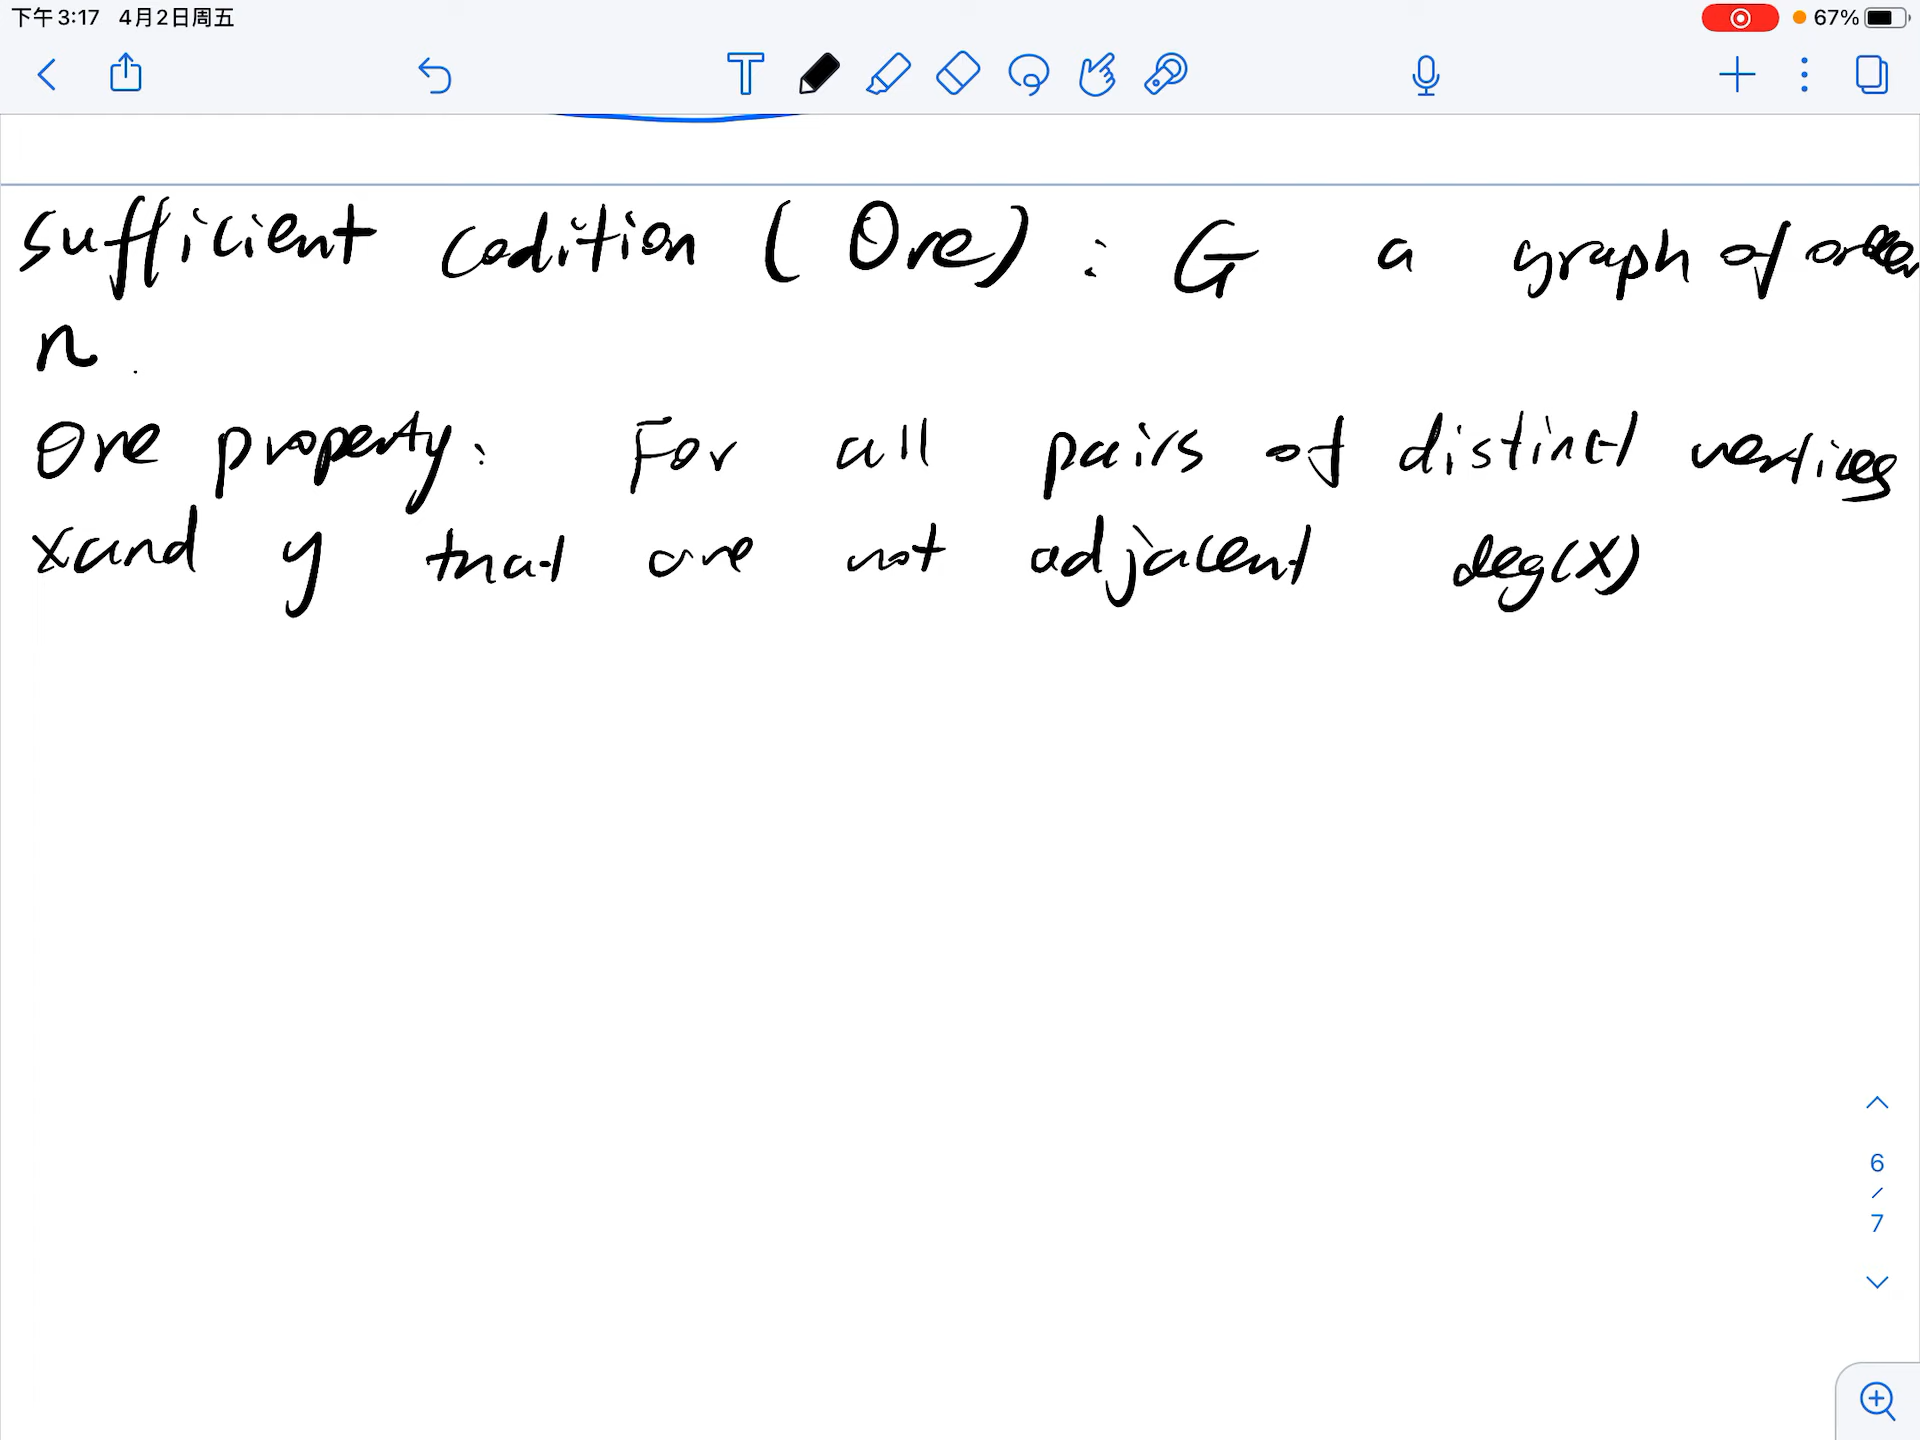 下午3:17 4月2日周五
67%
T
sufficient codition (Ore) : G a graph of order
n.
Ore property: For all pairs of distinct vertices
x and y that are not adjacent deg(x)
6
/
7